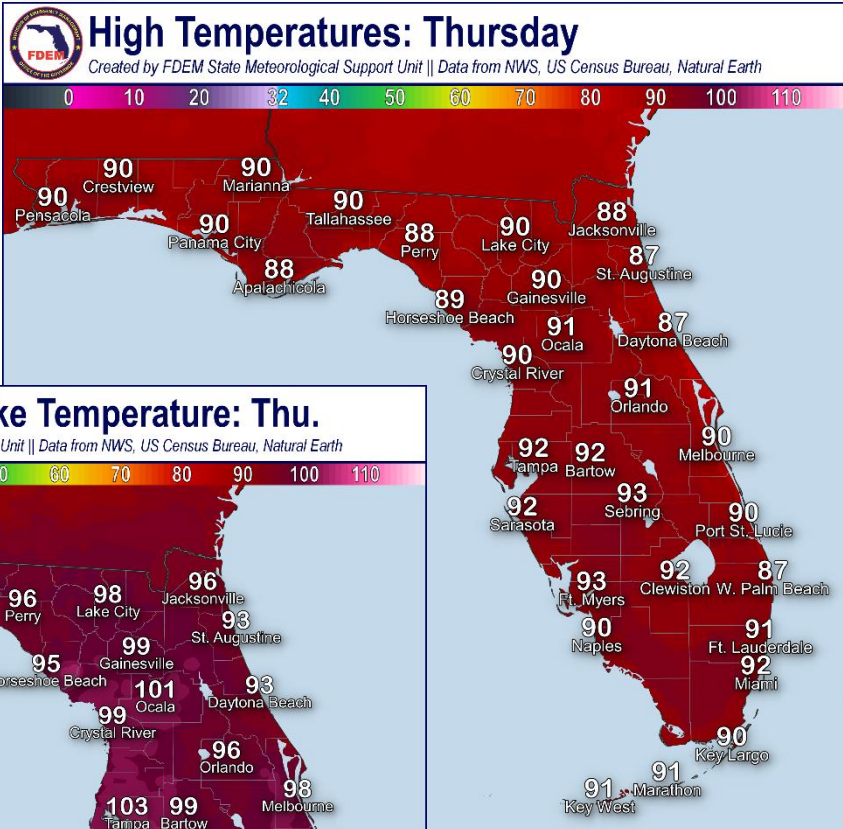 FDEM
High Temperatures: Thursday
Created by FDEM State Meteorological Support Unit || Data from NWS, US Census Bureau, Natural Earth
0 10 20 32 40 50 60 70 80 90 100 110
90
Crestview
90
Marianna
90
Pensacola
90
Tallahassee
90
Panama City
88
Perry
90
Lake City
88
Jacksonville
88
Apalachicola
87
St. Augustine
89
Horseshoe Beach
90
Gainesville
91
Ocala
87
Daytona Beach
90
Crystal River
91
Orlando
92
Tampa
92
Bartow
90
Melbourne
92
Sarasota
93
Sebring
90
Port St. Lucie
93
Ft. Myers
92
Clewiston
87
W. Palm Beach
90
Naples
91
Ft. Lauderdale
92
Miami
90
Key Largo
91
Marathon
91
Key West
ke Temperature: Thu.
Unit || Data from NWS, US Census Bureau, Natural Earth
0 60 70 80 90 100 110
96
Perry
98
Lake City
96
Jacksonville
93
St. Augustine
99
Gainesville
95
orseshoe Beach
101
Ocala
93
Daytona Beach
99
Crystal River
96
Orlando
98
Melbourne
103
Tampa
99
Bartow